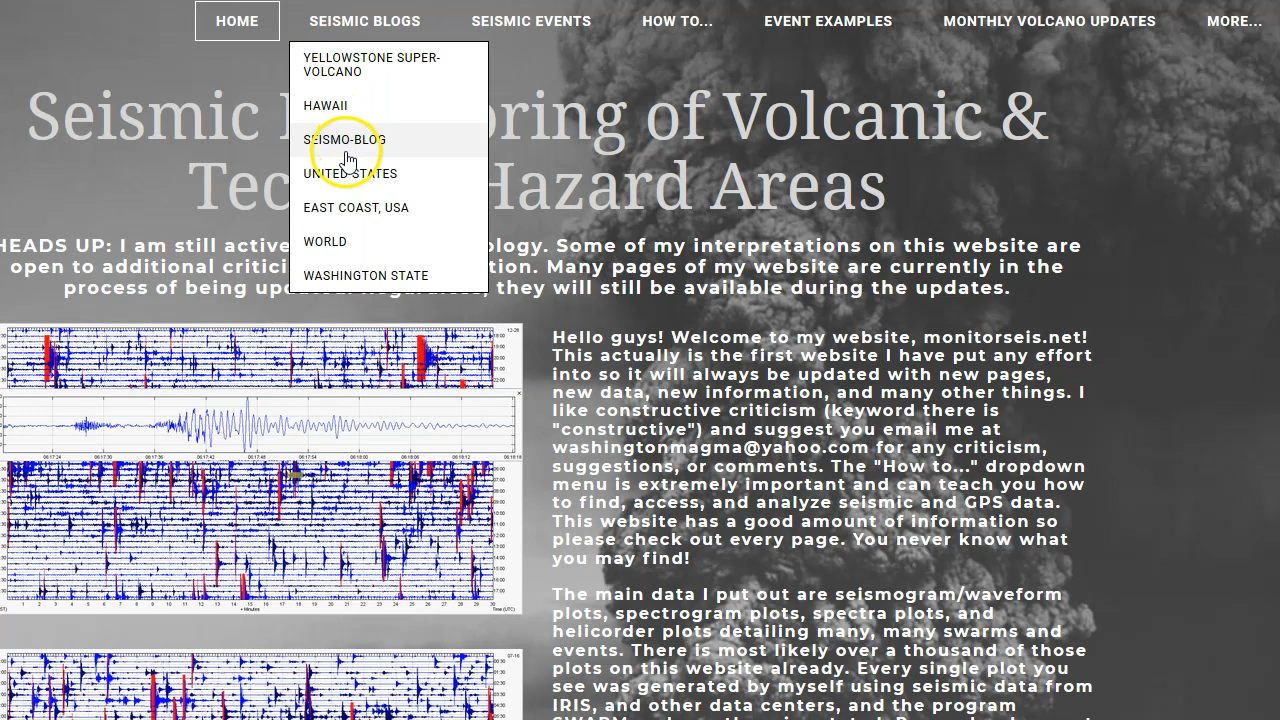 HOME SEISMIC BLOGS SEISMIC EVENTS HOW TO... EVENT EXAMPLES MONTHLY VOLCANO UPDATES MORE...
YELLOWSTONE SUPER-
VOLCANO
HAWAII
SEISMO-BLOG
UNITED STATES
EAST COAST, USA
WORLD
WASHINGTON STATE
Seismic oring of Volcanic &
Tec Hazard Areas
HEADS UP: I am still active ology. Some of my interpretations on this website are
open to additional critici tion. Many pages of my website are currently in the
process of being they will still be available during the updates.
Hello guys! Welcome to my website, monitorseis.net!
This actually is the first website I have put any effort
into so it will always be updated with new pages,
new data, new information, and many other things. I
like constructive criticism (keyword there is
"constructive") and suggest you email me at
washingtonmagma@yahoo.com for any criticism,
suggestions, or comments. The "How to..." dropdown
menu is extremely important and can teach you how
to find, access, and analyze seismic and GPS data.
This website has a good amount of information so
please check out every page. You never know what
you may find!
The main data I put out are seismogram/waveform
plots, spectrogram plots, spectra plots, and
helicorder plots detailing many, many swarms and
events. There is most likely over a thousand of those
plots on this website already. Every single plot you
see was generated by myself using seismic data from
IRIS, and other data centers, and the program